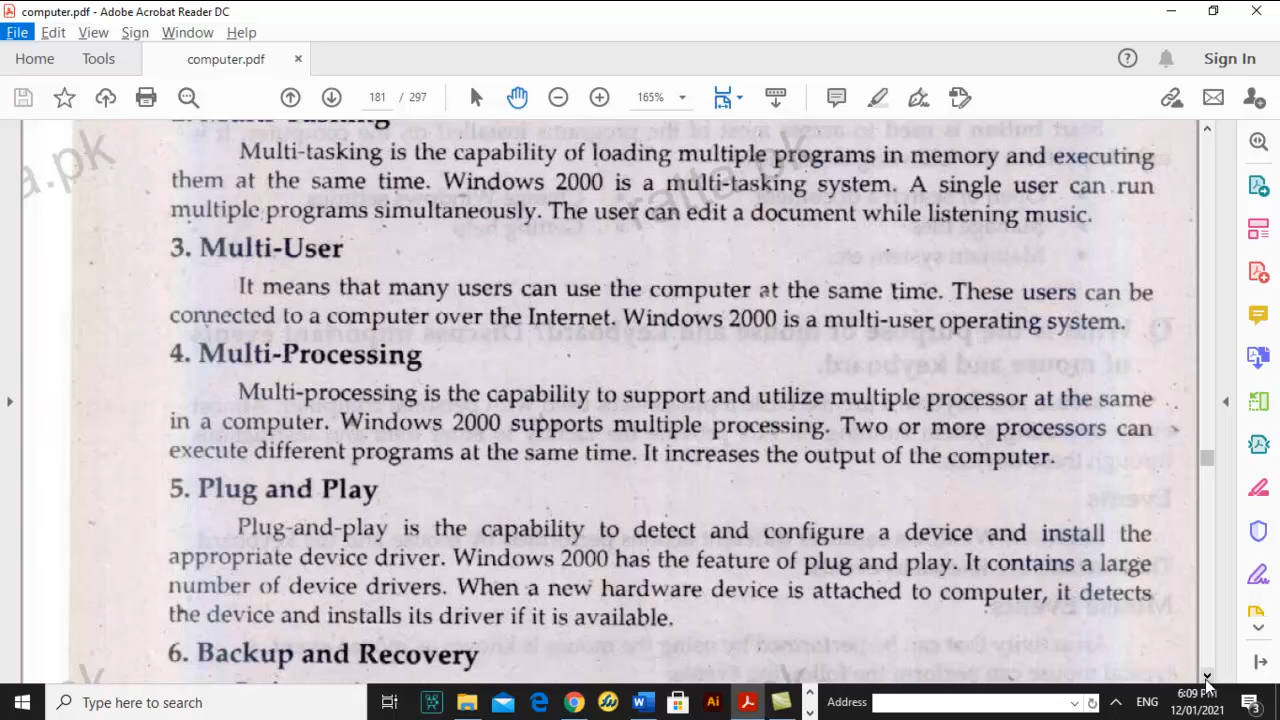 computer.pdf - Adobe Acrobat Reader DC
File Edit View Sign Window Help
Home Tools computer.pdf × Sign In
181 / 297 165%
Multi-tasking is the capability of loading multiple programs in memory and executing
them at the same time. Windows 2000 is a multi-tasking system. A single user can run
multiple programs simultaneously. The user can edit a document while listening music.
3. Multi-User
It means that many users can use the computer at the same time. These users can be
connected to a computer over the Internet. Windows 2000 is a multi-user operating system.
4. Multi-Processing
Multi-processing is the capability to support and utilize multiple processor at the same
in a computer. Windows 2000 supports multiple processing. Two or more processors can
execute different programs at the same time. It increases the output of the computer.
5. Plug and Play
Plug-and-play is the capability to detect and configure a device and install the
appropriate device driver. Windows 2000 has the feature of plug and play. It contains a large
number of device drivers. When a new hardware device is attached to computer, it detects
the device and installs its driver if it is available.
6. Backup and Recovery
Type here to search
Address
ENG
6:09 PM
12/01/2021
3